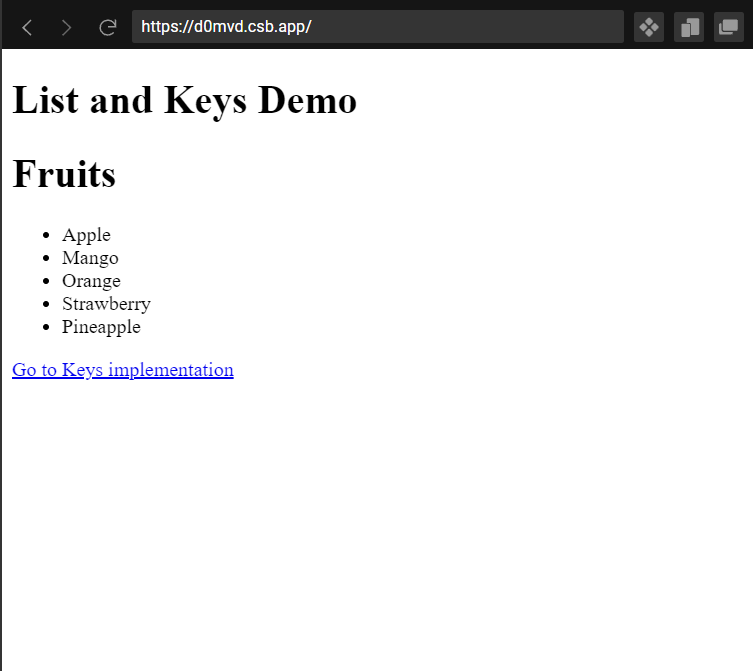 https://d0mvd.csb.app/
List and Keys Demo
Fruits
Apple
Mango
Orange
Strawberry
Pineapple
Go to Keys implementation